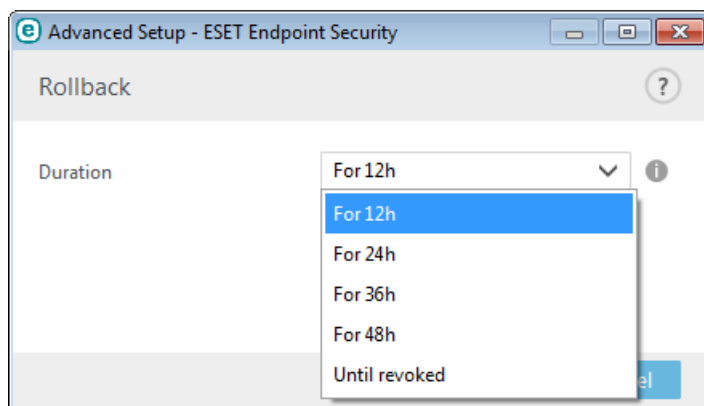 Advanced Setup - ESET Endpoint Security
Rollback
?
Duration
For 12h
For 12h
For 24h
For 36h
For 48h
Until revoked